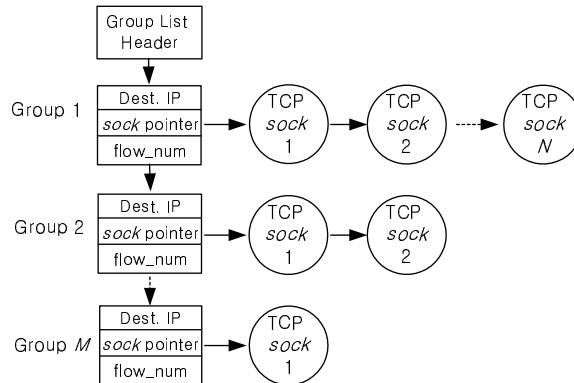 Group List
Header
Group 1
Dest. IP
sock pointer
flow_num
TCP
sock
1
TCP
sock
2
TCP
sock
N
Group 2
Dest. IP
sock pointer
flow_num
TCP
sock
1
TCP
sock
2
Group M
Dest. IP
sock pointer
flow_num
TCP
sock
1